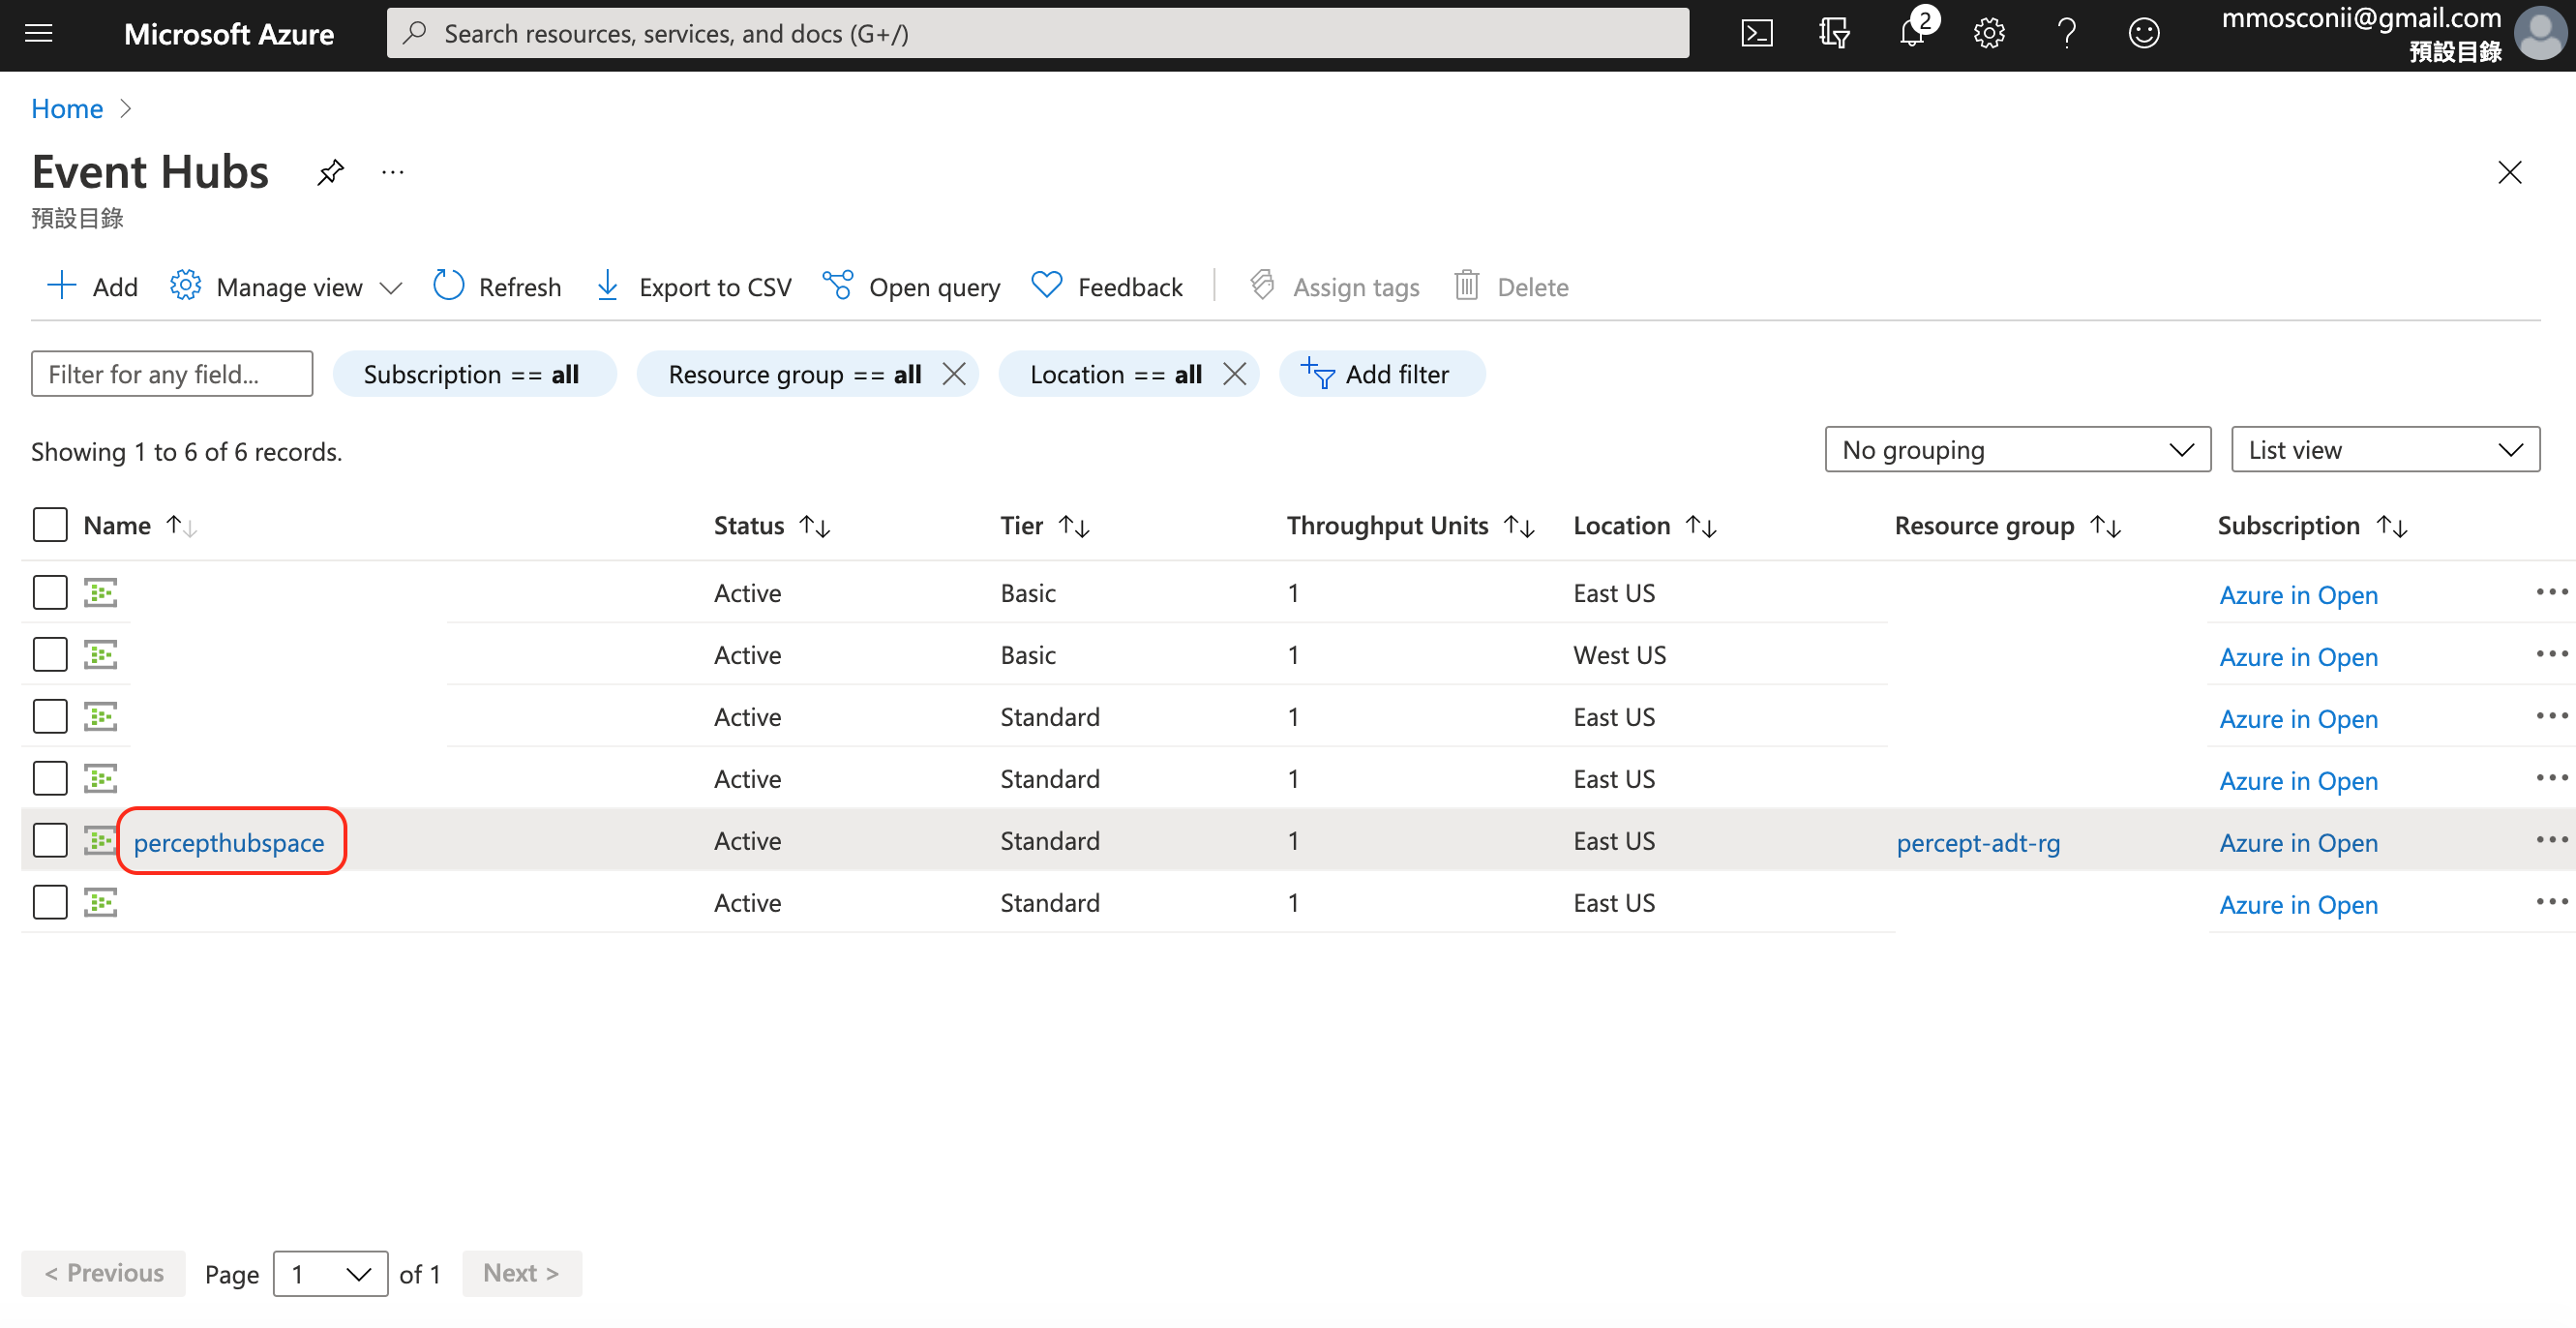 Microsoft Azure
Search resources, services, and docs (G+/)
2
mmosconii@gmail.com
預設目錄
Home >
Event Hubs
預設目錄
Add Manage view Refresh Export to CSV Open query Feedback Assign tags Delete
Filter for any field... Subscription == all Resource group == all Location == all Add filter
Showing 1 to 6 of 6 records. No grouping List view
Name Status Tier Throughput Units Location Resource group Subscription
Active Basic 1 East US Azure in Open
Active Basic 1 West US Azure in Open
Active Standard 1 East US Azure in Open
Active Standard 1 East US Azure in Open
percepthubspace Active Standard 1 East US percept-adt-rg Azure in Open
Active Standard 1 East US Azure in Open
< Previous Page 1 of 1 Next >